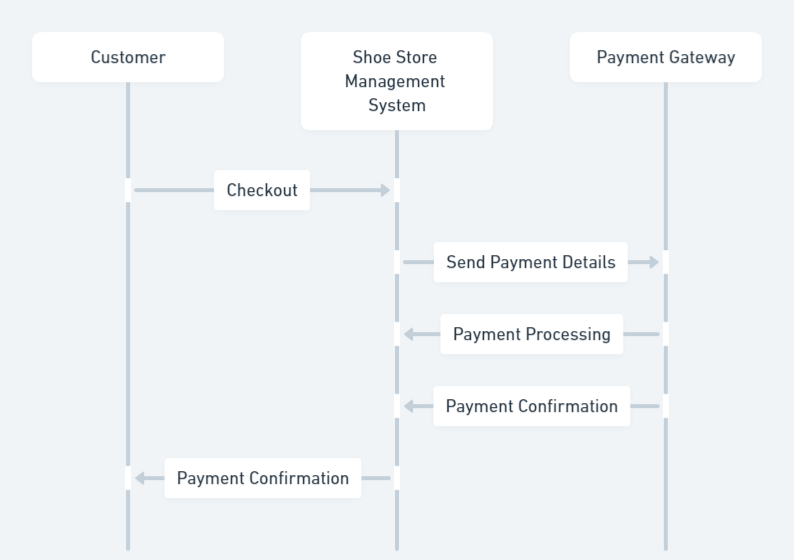 Customer
Shoe Store
Management
System
Payment Gateway
Checkout
Send Payment Details
Payment Processing
Payment Confirmation
Payment Confirmation